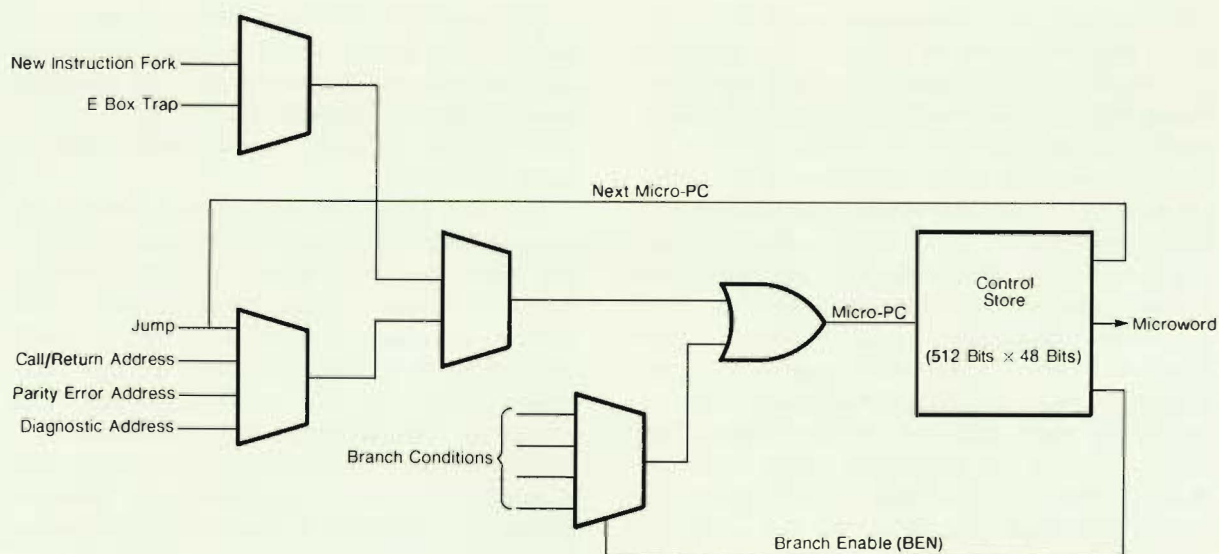 New Instruction Fork
E Box Trap
Next Micro-PC
Jump
Call/Return Address
Parity Error Address
Diagnostic Address
Micro-PC
Control
Store
(512 Bits × 48 Bits)
Microword
Branch Conditions
Branch Enable (BEN)